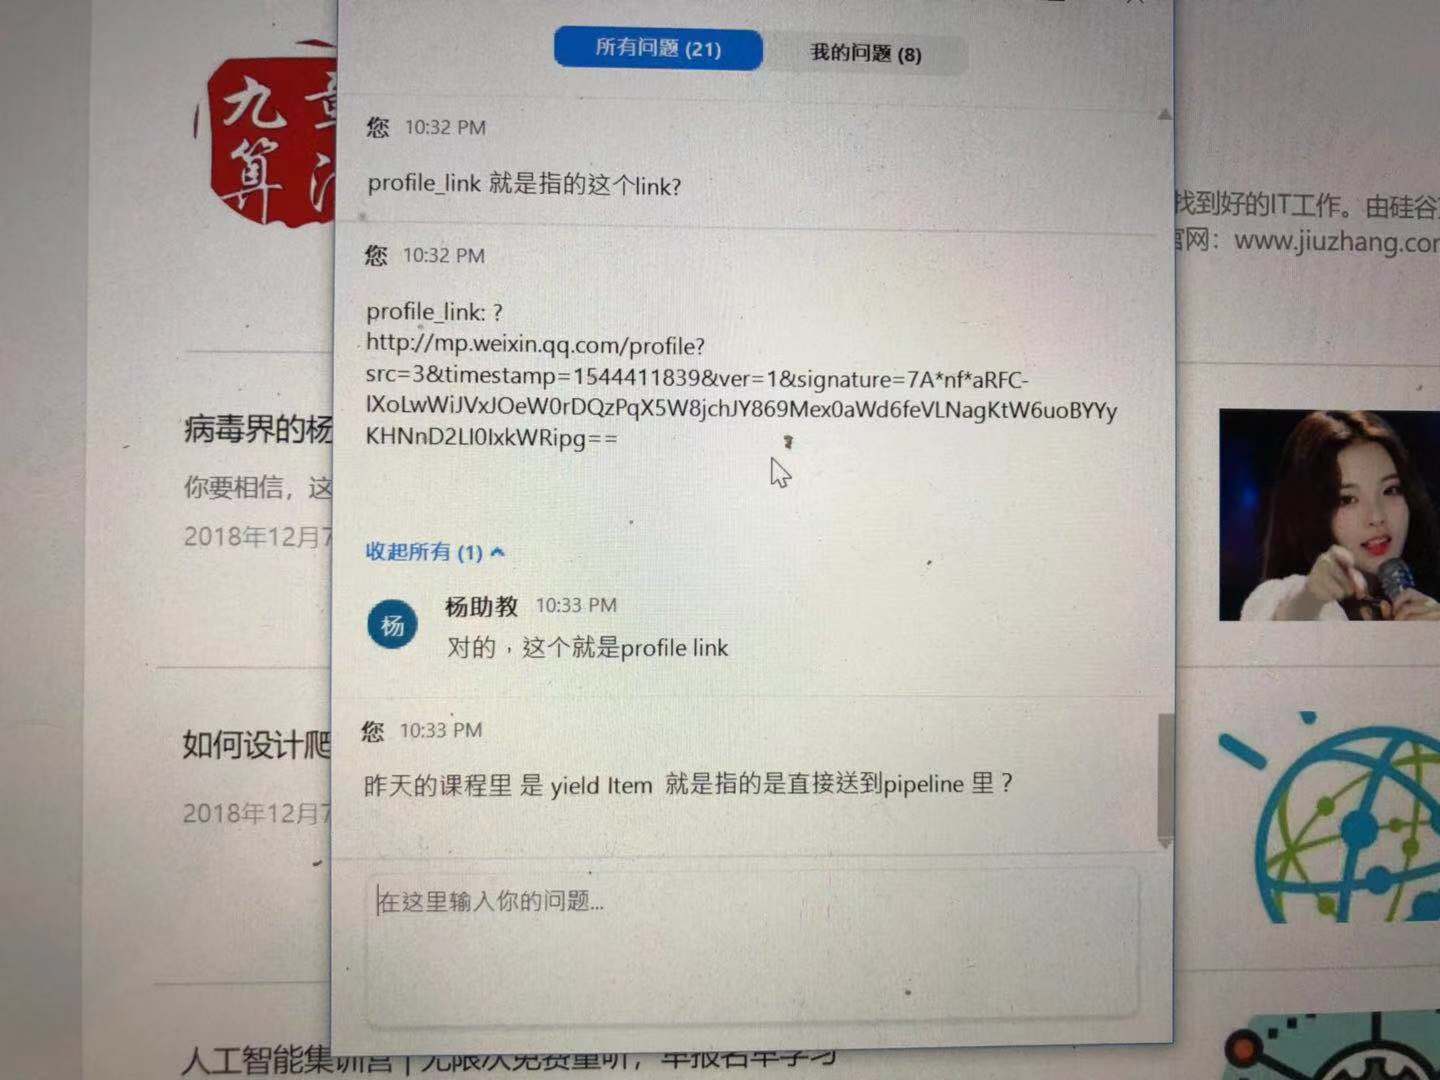 所有问题 (21)
我的问题 (8)
九章
算法
您 10:32 PM
profile_link 就是指的这个link?
找到好的IT工作。由硅谷
官网：www.jiuzhang.com
您 10:32 PM
profile_link: ?
http://mp.weixin.qq.com/profile?
src=3&timestamp=1544411839&ver=1&signature=7A*nf*aRFC-
IXoLwWiJVxJOeW0rDQzPqX5W8jchJY869Mex0aWd6feVLNagKtW6uoBYYy
KHNnD2LI0IxkWRipg==
病毒界的杨
你要相信，这
2018年12月7
收起所有 (1)
杨
杨助教 10:33 PM
对的，这个就是profile link
您 10:33 PM
昨天的课程里 是 yield Item 就是指的是直接送到pipeline 里？
如何设计爬
2018年12月7
在这里输入你的问题...
人工智能集训营 | 无限次免费重听，早报名早学习